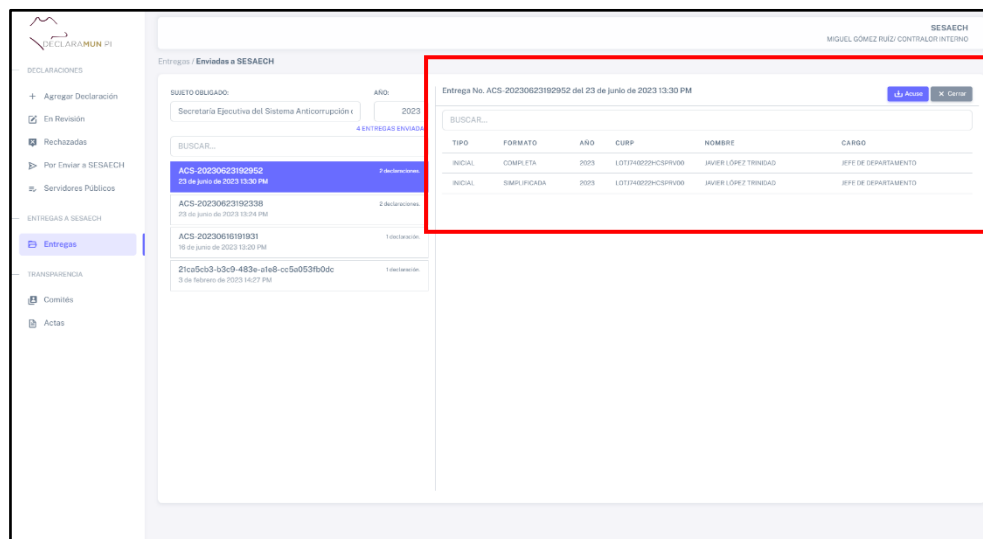 DECLARAMUN PI
SESAECH
MIGUEL GÓMEZ RUÍZ/ CONTRALOR INTERNO
DECLARACIONES
Agregar Declaración
En Revisión
Rechazadas
Por Enviar a SESAECH
Servidores Públicos
ENTREGAS A SESAECH
Entregas
TRANSPARENCIA
Comités
Actas
Entregas / Enviadas a SESAECH
SUJETO OBLIGADO: AÑO:
Secretaría Ejecutiva del Sistema Anticorrupción 2023
4 ENTREGAS ENVIADA
BUSCAR...
ACS-20230623192952 2 declaraciones.
23 de junio de 2023 13:30 PM
ACS-20230623192338 2 declaraciones.
23 de junio de 2023 13:24 PM
ACS-20230616191931 1 declaración.
16 de junio de 2023 13:20 PM
21ca5cb3-b3c9-483e-a1e8-cc5a053fb0dc 1 declaración.
3 de febrero de 2023 14:27 PM
Entrega No. ACS-20230623192952 del 23 de junio de 2023 13:30 PM
Acuse Cerrar
BUSCAR...
TIPO FORMATO AÑO CURP NOMBRE CARGO
INICIAL COMPLETA 2023 LOTJ740222HCSPRV00 JAVIER LÓPEZ TRINIDAD JEFE DE DEPARTAMENTO
INICIAL SIMPLIFICADA 2023 LOTJ740222HCSPRV00 JAVIER LÓPEZ TRINIDAD JEFE DE DEPARTAMENTO